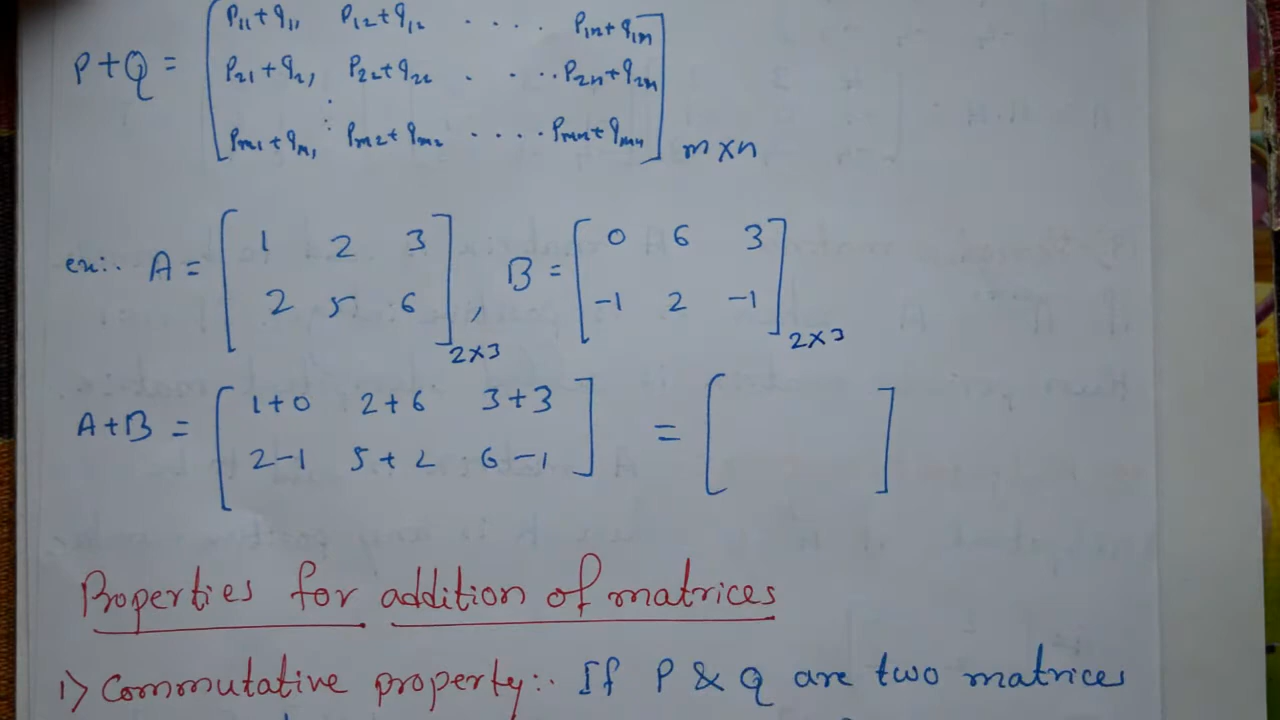 P+Q = [ P11+q11 P12+q12 . . . . P1n+q1n
P21+q21 P22+q22 . . . . P2n+q2n
⋮
Pm1+qm1 Pm2+qm2 . . . . Pmn+qmn ] m×n
ex:. A = [ 1 2 3
2 5 6 ] 2×3 , B = [ 0 6 3
-1 2 -1 ] 2×3
A+B = [ 1+0 2+6 3+3
2-1 5+2 6-1 ] = [ ]
Properties for addition of matrices
1) Commutative property:. If P & Q are two matrices